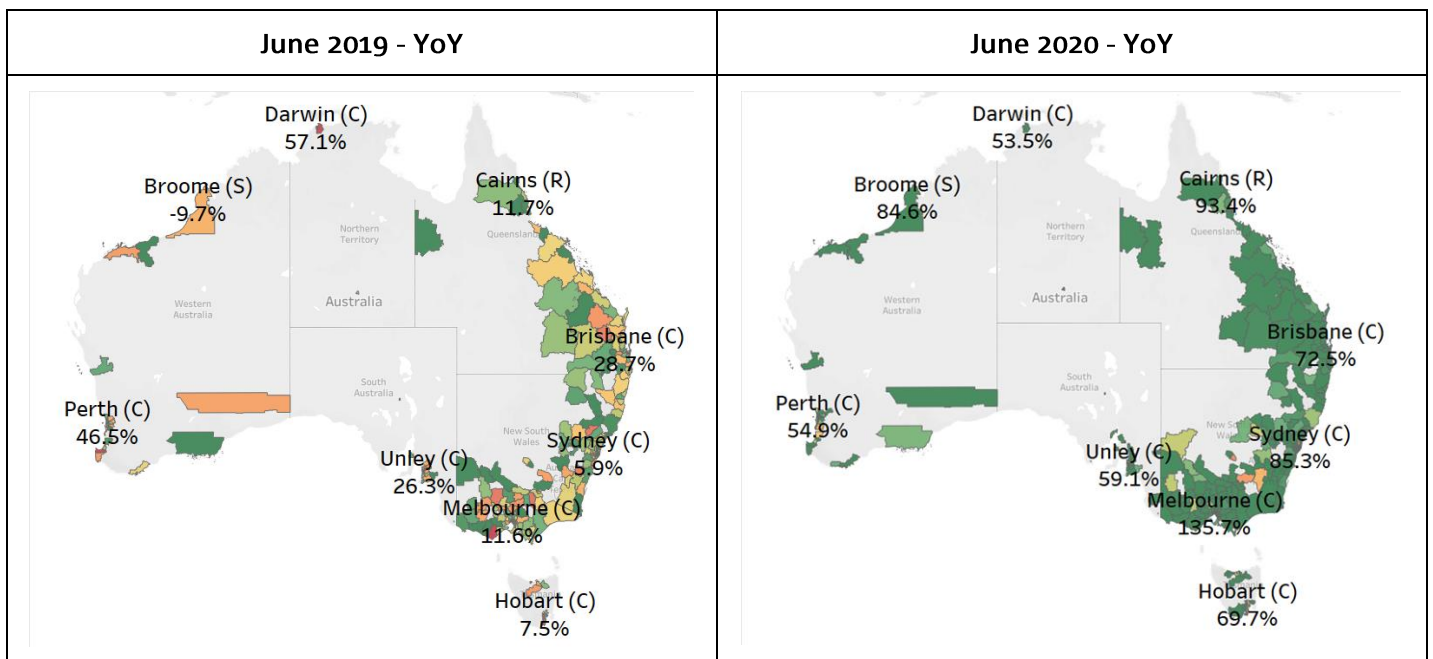 June 2019 - YoY
June 2020 - YoY
Darwin (C)
57.1%
Broome (S)
-9.7%
Cairns (R)
11.7%
Northern
Territory
Queensland
Western
Australia
Australia
Brisbane (C)
28.7%
South
Australia
Perth (C)
46.5%
New South
Wales
Sydney (C)
5.9%
Unley (C)
26.3%
Melbourne (C)
11.6%
Hobart (C)
7.5%
Darwin (C)
53.5%
Broome (S)
84.6%
Cairns (R)
93.4%
Northern
Territory
Queensland
Western
Australia
Australia
Brisbane (C)
72.5%
South
Australia
Perth (C)
54.9%
Sydney (C)
85.3%
Unley (C)
59.1%
Melbourne (C)
135.7%
Hobart (C)
69.7%